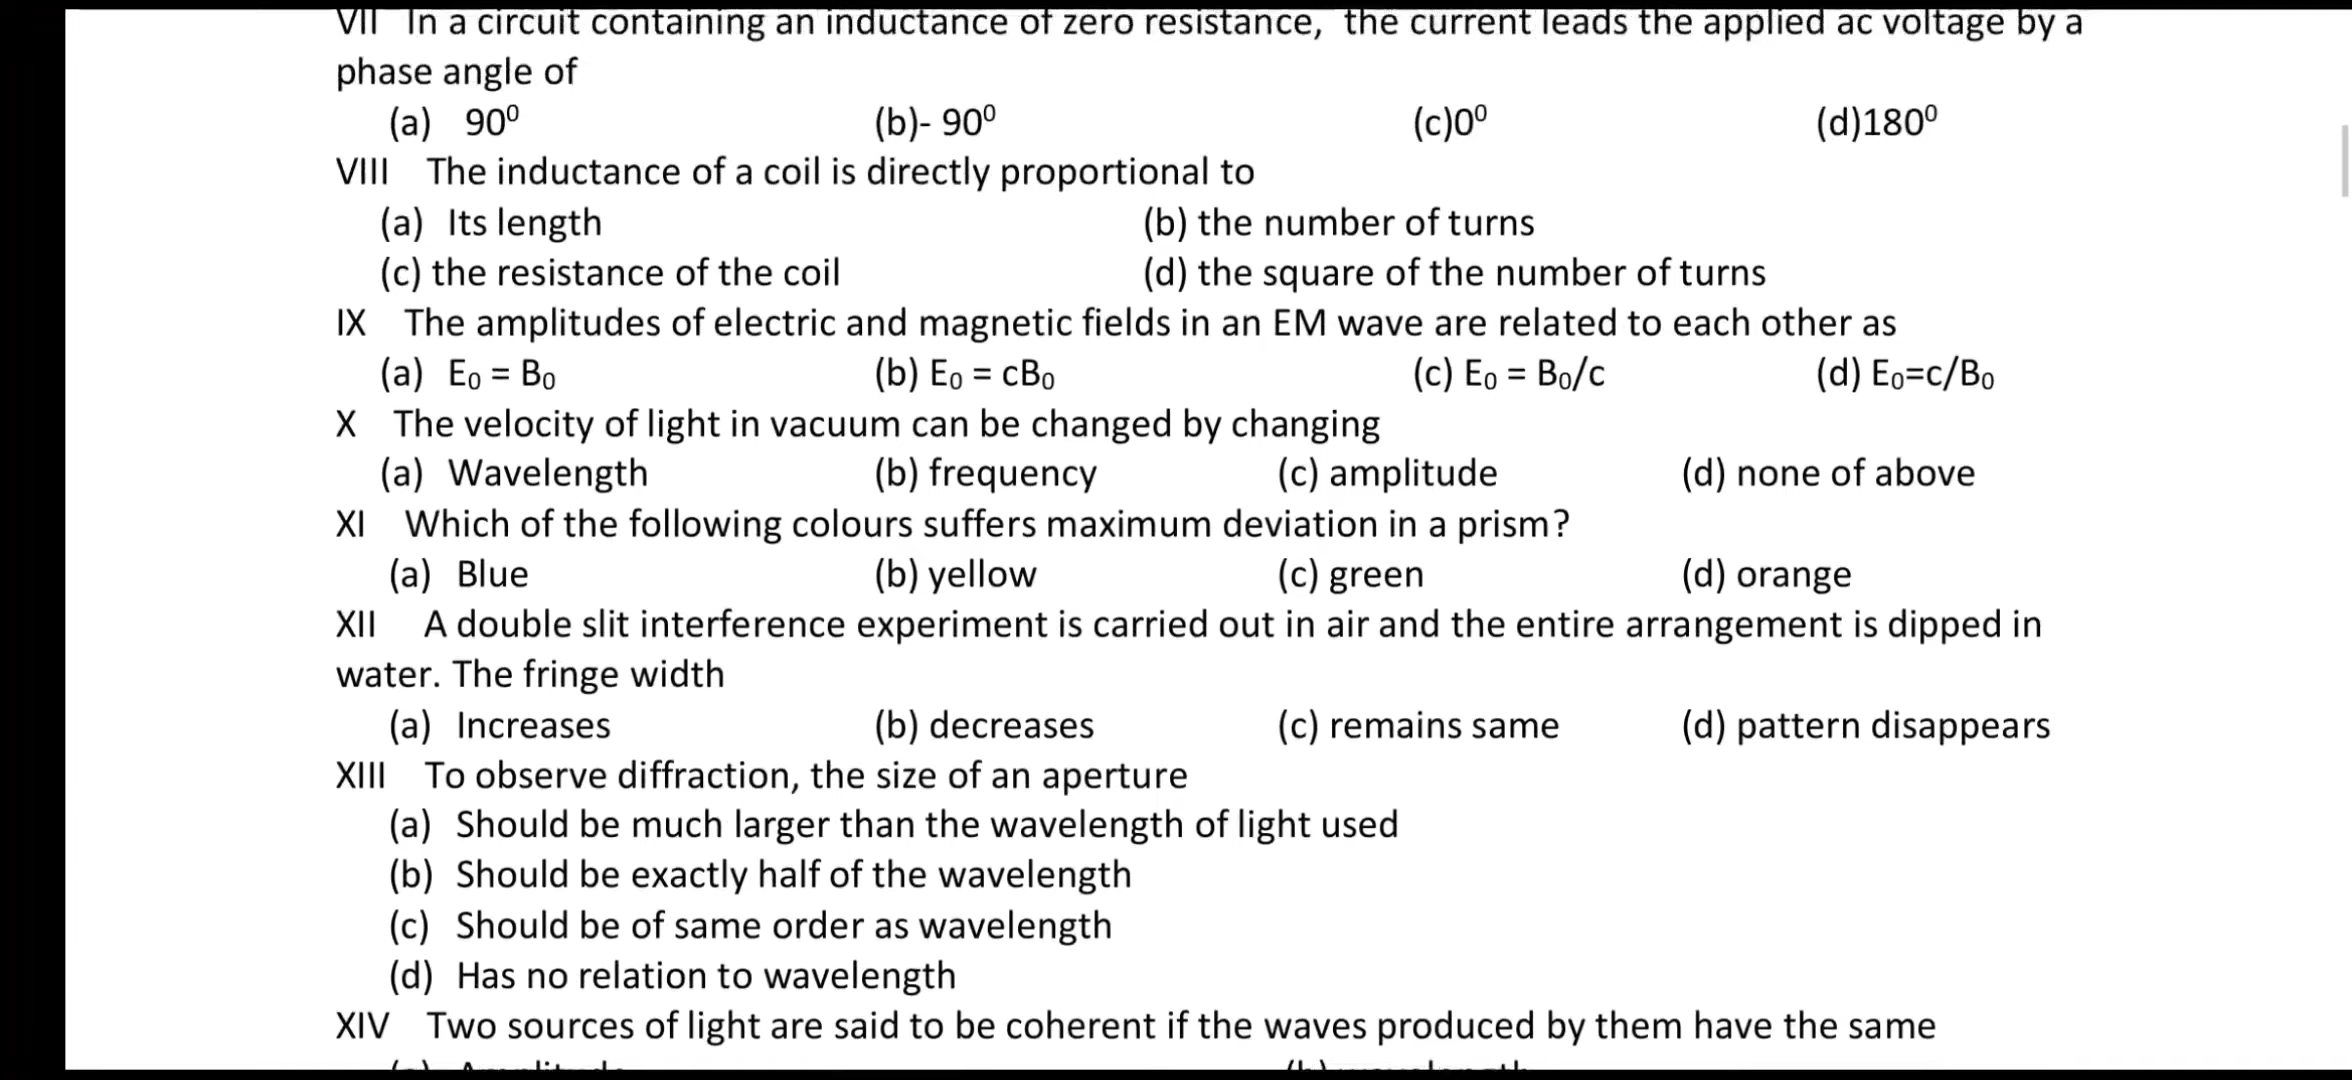 VII In a circuit containing an inductance of zero resistance, the current leads the applied ac voltage by a
phase angle of
(a) 90⁰ (b)- 90⁰ (c)0⁰ (d)180⁰
VIII The inductance of a coil is directly proportional to
(a) Its length (b) the number of turns
(c) the resistance of the coil (d) the square of the number of turns
IX The amplitudes of electric and magnetic fields in an EM wave are related to each other as
(a) E₀ = B₀ (b) E₀ = cB₀ (c) E₀ = B₀/c (d) E₀=c/B₀
X The velocity of light in vacuum can be changed by changing
(a) Wavelength (b) frequency (c) amplitude (d) none of above
XI Which of the following colours suffers maximum deviation in a prism?
(a) Blue (b) yellow (c) green (d) orange
XII A double slit interference experiment is carried out in air and the entire arrangement is dipped in
water. The fringe width
(a) Increases (b) decreases (c) remains same (d) pattern disappears
XIII To observe diffraction, the size of an aperture
(a) Should be much larger than the wavelength of light used
(b) Should be exactly half of the wavelength
(c) Should be of same order as wavelength
(d) Has no relation to wavelength
XIV Two sources of light are said to be coherent if the waves produced by them have the same